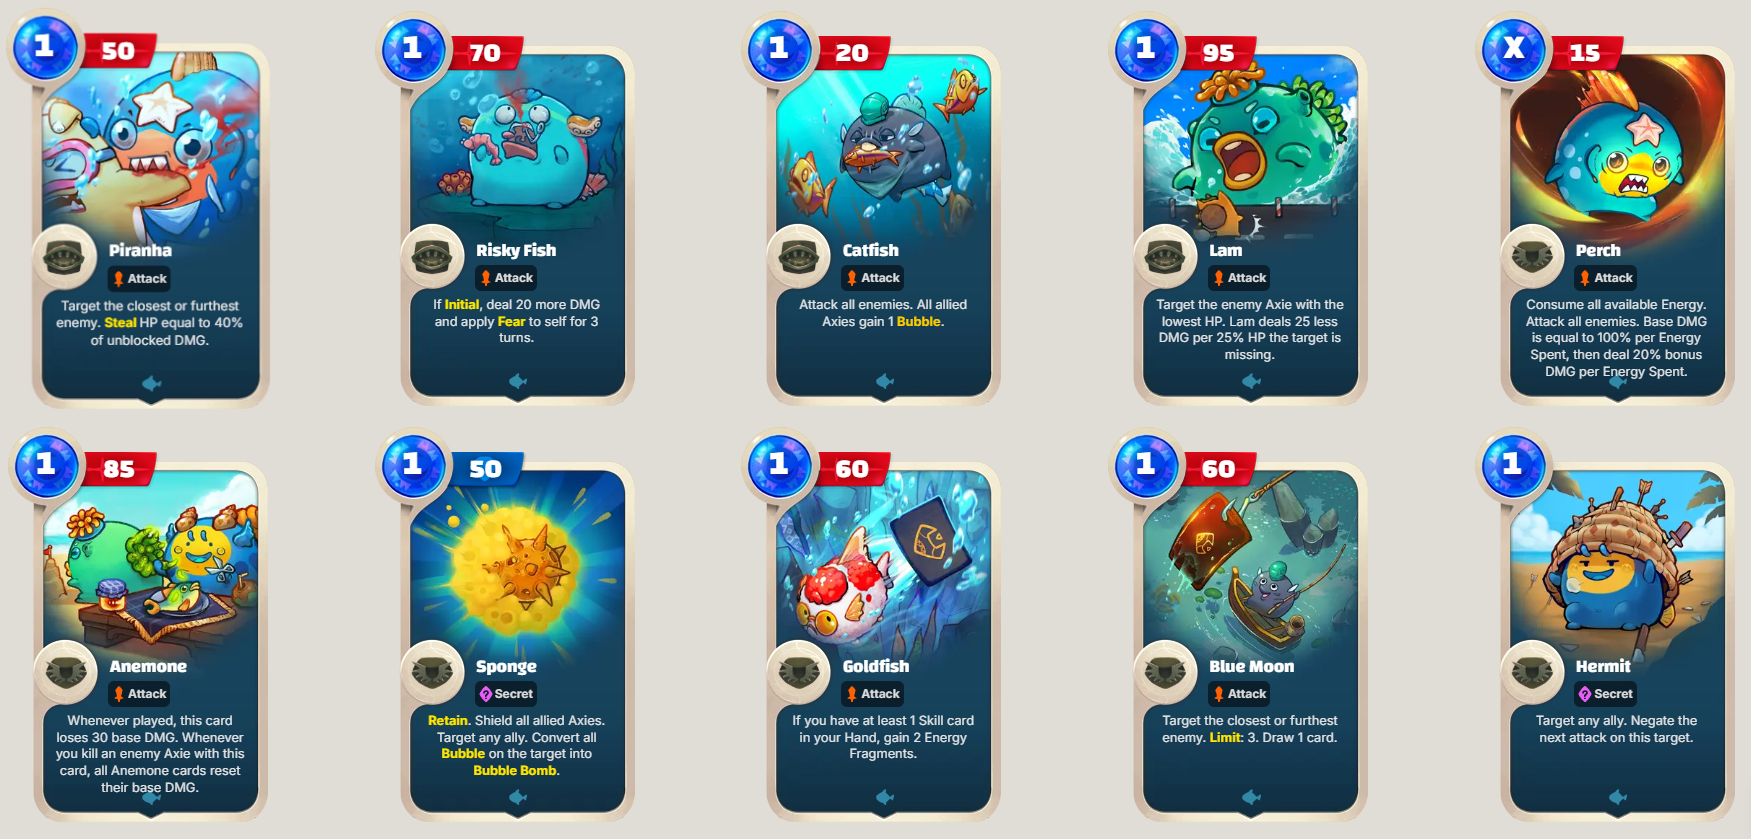 1
50
Piranha
Attack
Target the closest or furthest
enemy. Steal HP equal to 40%
of unblocked DMG.
1
70
Risky Fish
Attack
If Initial, deal 20 more DMG
and apply Fear to self for 3
turns.
1
20
Catfish
Attack
Attack all enemies. All allied
Axies gain 1 Bubble.
1
95
Lam
Attack
Target the enemy Axie with the
lowest HP. Lam deals 25 less
DMG per 25% HP the target is
missing.
X
15
Perch
Attack
Consume all available Energy.
Attack all enemies. Base DMG
is equal to 100% per Energy
Spent, then deal 20% bonus
DMG per Energy Spent.
1
85
Anemone
Attack
Whenever played, this card
loses 30 base DMG. Whenever
you kill an enemy Axie with this
card, all Anemone cards reset
their base DMG.
1
50
Sponge
Secret
Retain. Shield all allied Axies.
Target any ally. Convert all
Bubble on the target into
Bubble Bomb.
1
60
Goldfish
Attack
If you have at least 1 Skill card
in your Hand, gain 2 Energy
Fragments.
1
60
Blue Moon
Attack
Target the closest or furthest
enemy. Limit: 3. Draw 1 card.
1
Hermit
Secret
Target any ally. Negate the
next attack on this target.